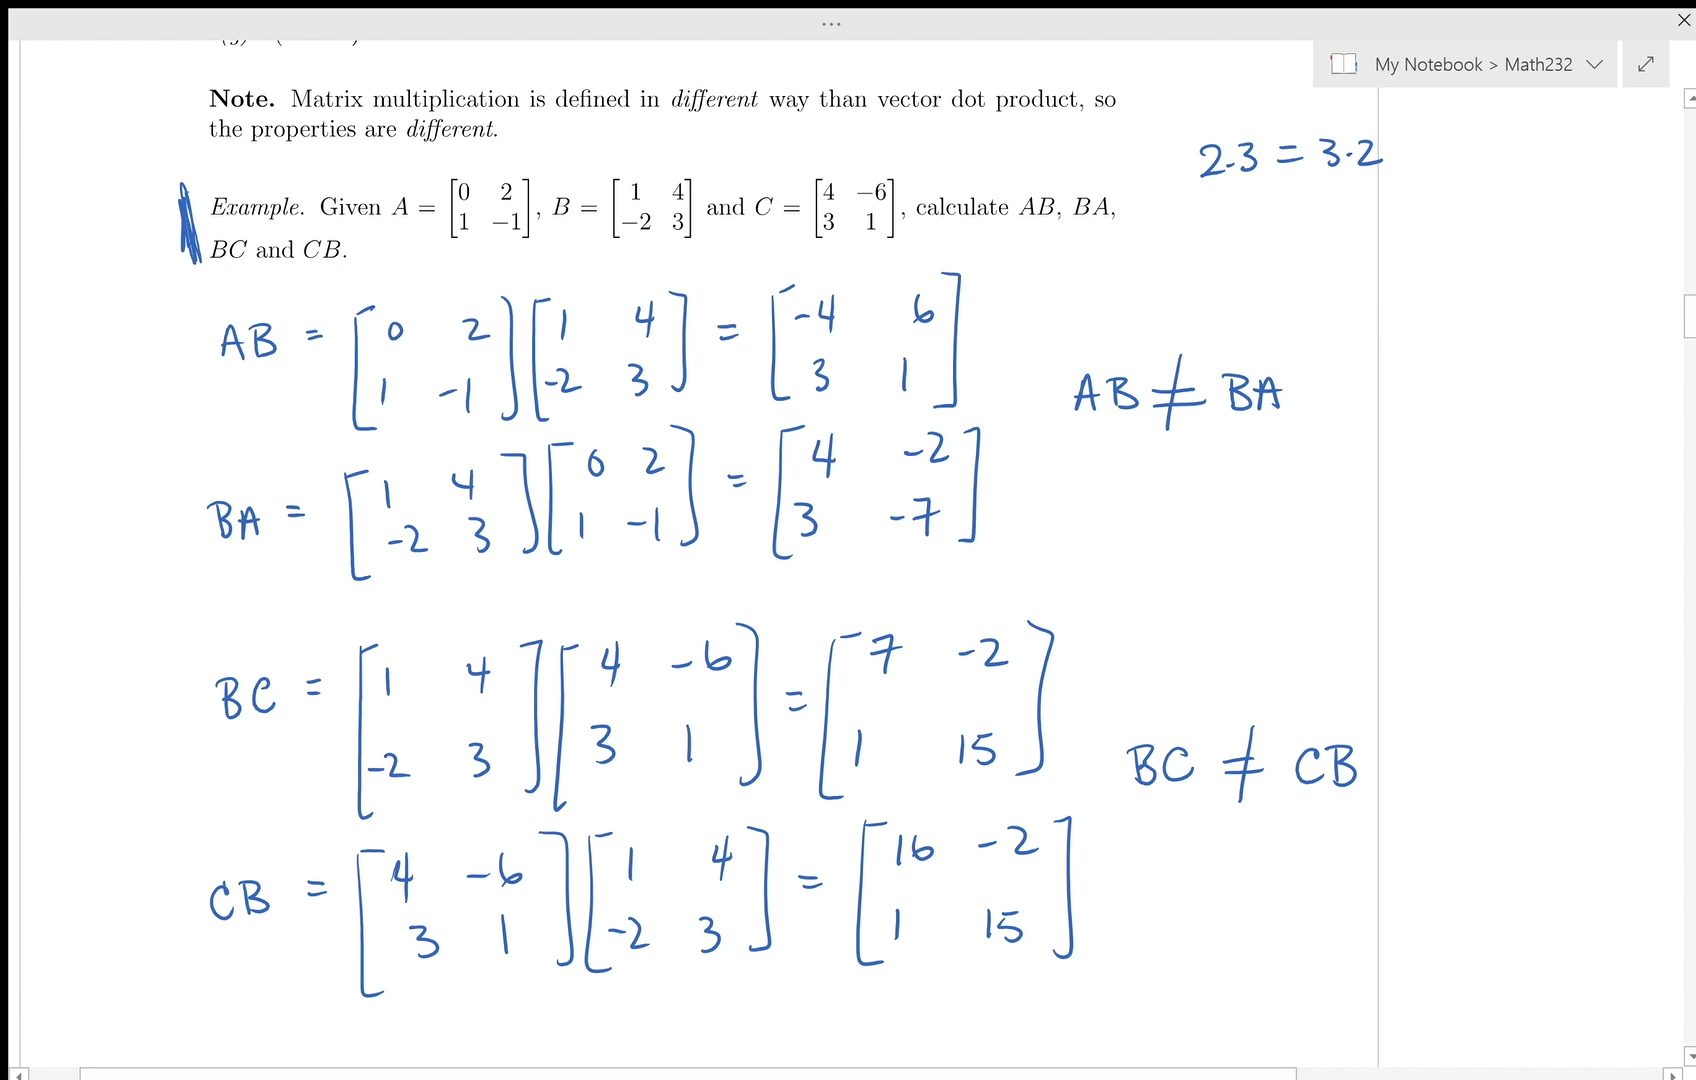 ...
My Notebook > Math232
Note. Matrix multiplication is defined in different way than vector dot product, so
the properties are different.
2·3 = 3·2
Example. Given A = [0 2; 1 −1], B = [1 4; −2 3] and C = [4 −6; 3 1], calculate AB, BA,
BC and CB.
AB = [0 2; 1 -1][1 4; -2 3] = [-4 6; 3 1]
AB ≠ BA
BA = [1 4; -2 3][0 2; 1 -1] = [4 -2; 3 -7]
BC = [1 4; -2 3][4 -6; 3 1] = [-7 -2; 1 15]
BC ≠ CB
CB = [4 -6; 3 1][1 4; -2 3] = [16 -2; 1 15]